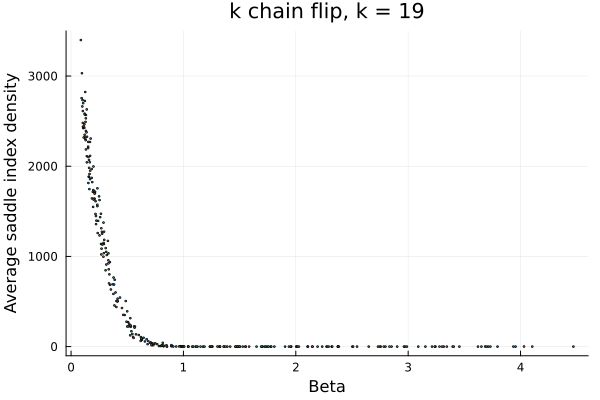 k chain flip, k = 19
Average saddle index density
3000
2000
1000
0
0 1 2 3 4
Beta